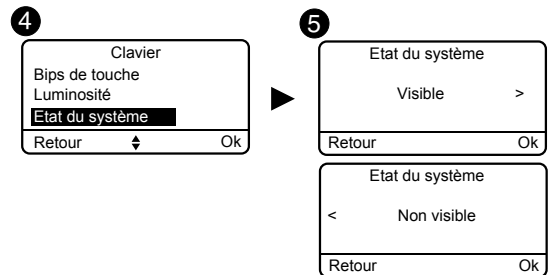 4
Clavier
Bips de touche
Luminosité
Etat du système
Retour Ok
5
Etat du système
Visible >
Retour Ok
Etat du système
< Non visible
Retour Ok